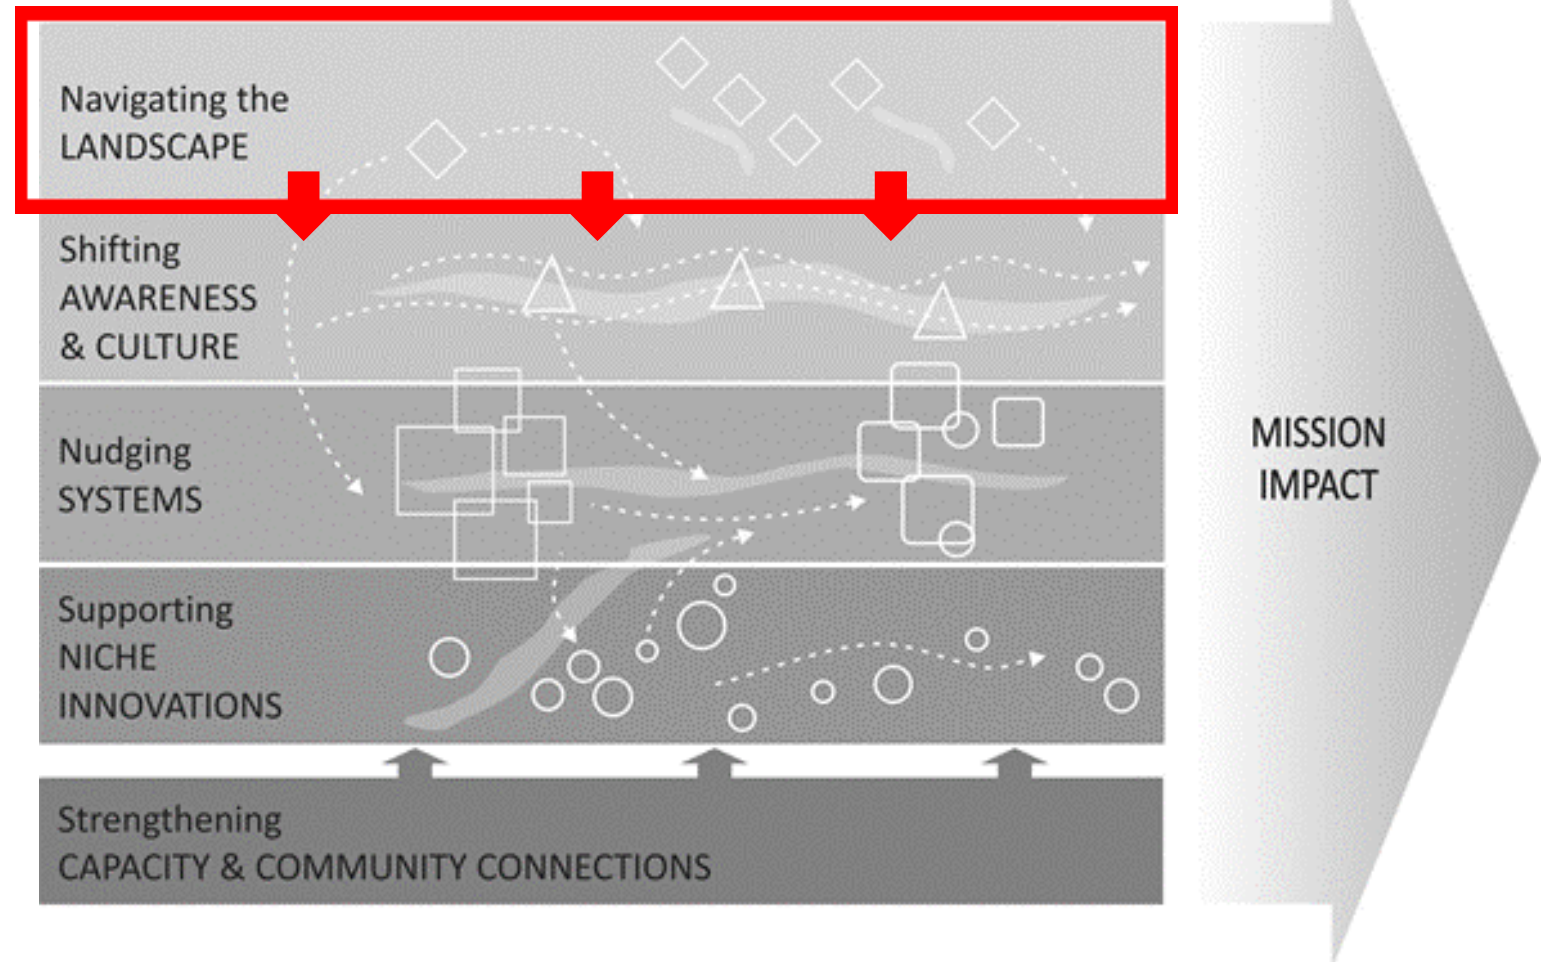 Navigating the
LANDSCAPE
Shifting
AWARENESS
& CULTURE
Nudging
SYSTEMS
Supporting
NICHE
INNOVATIONS
Strengthening
CAPACITY & COMMUNITY CONNECTIONS
MISSION
IMPACT